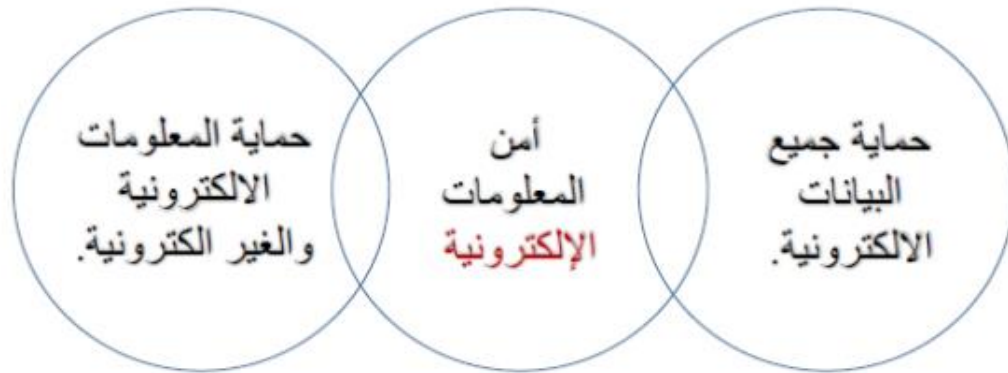 حماية جميع
البيانات
الالكترونية.
أمن
المعلومات
الإلكترونية
حماية المعلومات
الالكترونية
والغير الكترونية.